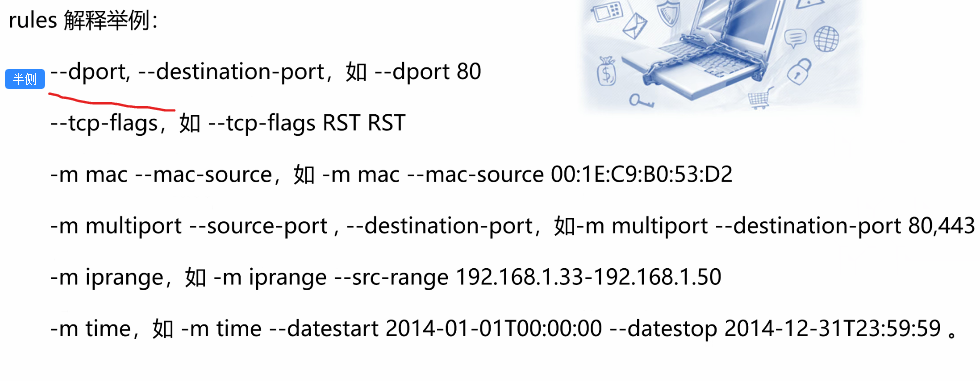 rules 解释举例：
半侧
--dport, --destination-port，如 --dport 80
--tcp-flags，如 --tcp-flags RST RST
-m mac --mac-source，如 -m mac --mac-source 00:1E:C9:B0:53:D2
-m multiport --source-port , --destination-port，如-m multiport --destination-port 80,443
-m iprange，如 -m iprange --src-range 192.168.1.33-192.168.1.50
-m time，如 -m time --datestart 2014-01-01T00:00:00 --datestop 2014-12-31T23:59:59 。